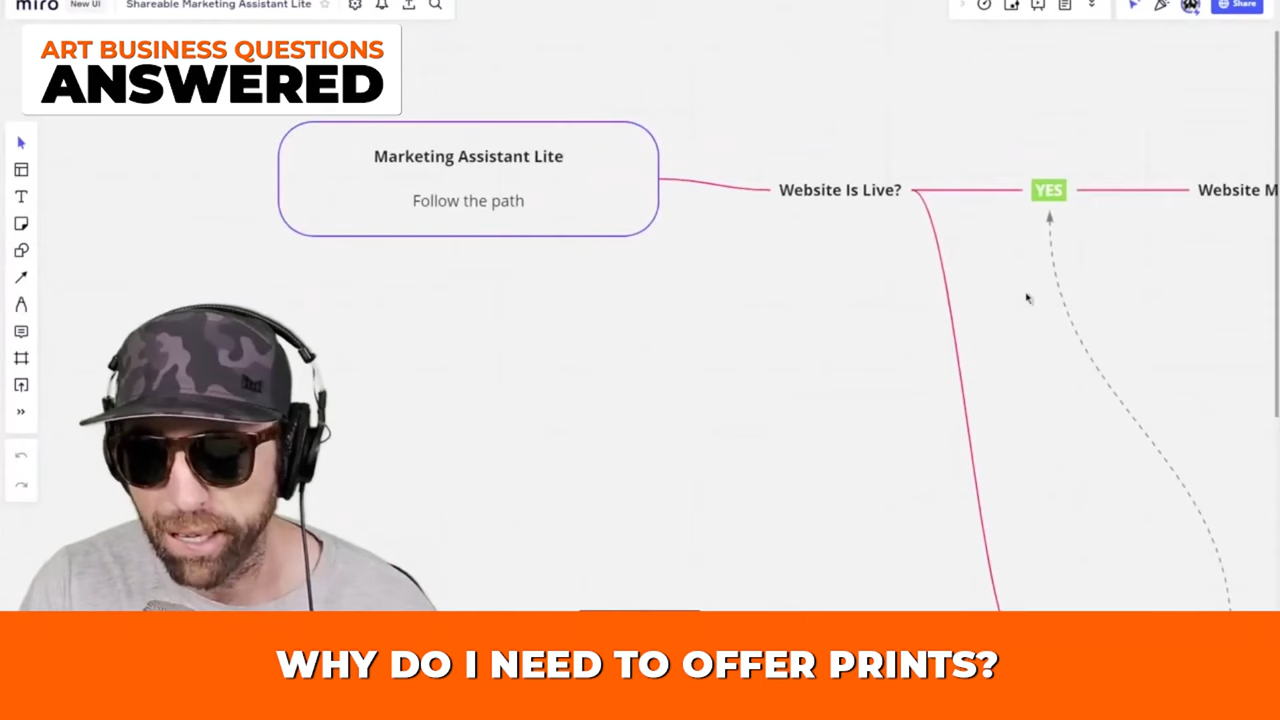 miro New UI Shareable Marketing Assistant Lite
Share
ART BUSINESS QUESTIONS
ANSWERED
Marketing Assistant Lite
Follow the path
Website Is Live?
YES
Website M
WHY DO I NEED TO OFFER PRINTS?